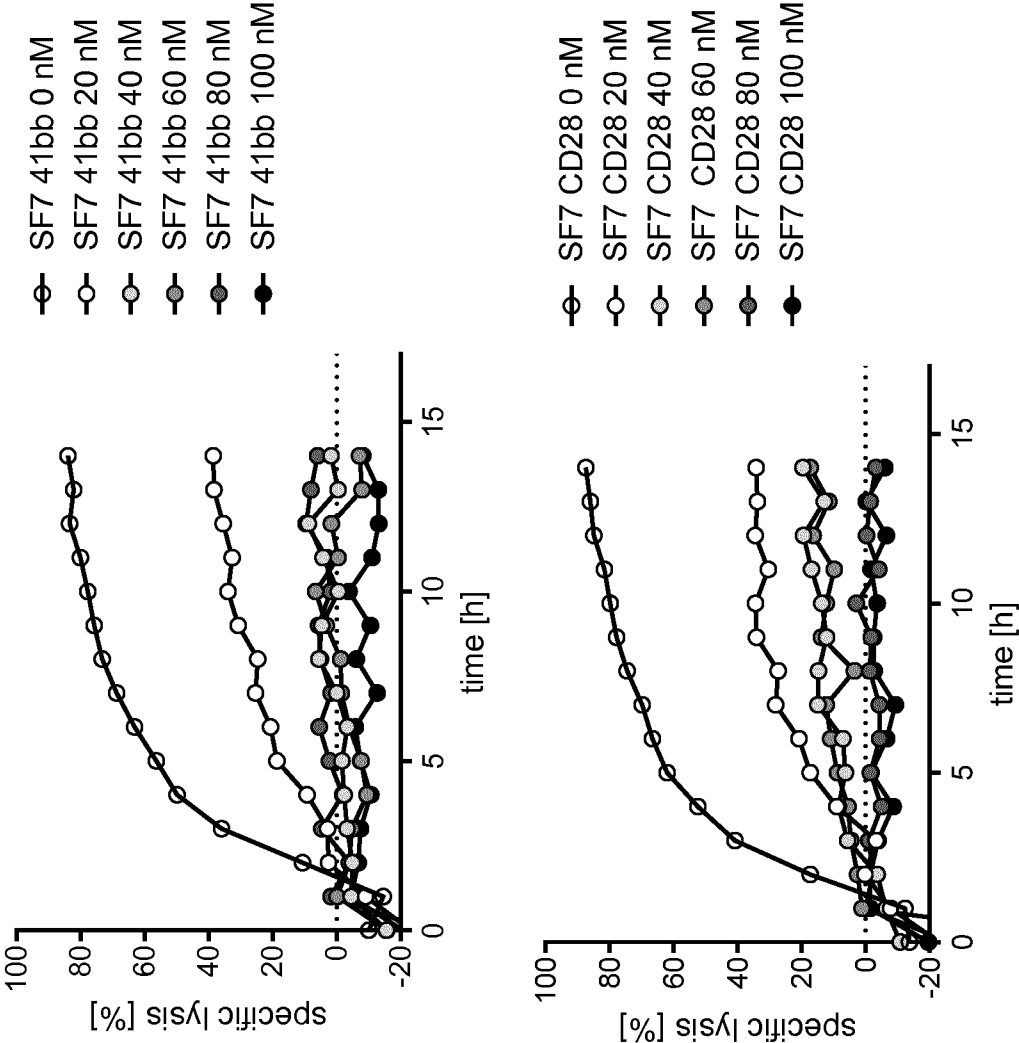 SF7 41bb 0 nM
SF7 41bb 20 nM
SF7 41bb 40 nM
SF7 41bb 60 nM
SF7 41bb 80 nM
SF7 41bb 100 nM
100
80
60
40
20
0
-20
specific lysis [%]
0
5
10
15
time [h]
SF7 CD28 0 nM
SF7 CD28 20 nM
SF7 CD28 40 nM
SF7 CD28 60 nM
SF7 CD28 80 nM
SF7 CD28 100 nM
100
80
60
40
20
0
-20
specific lysis [%]
0
5
10
15
time [h]